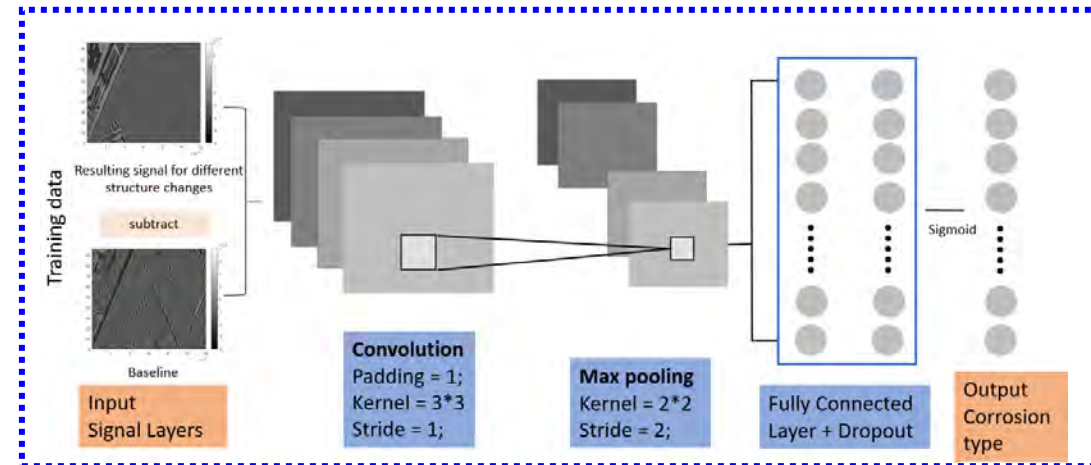 Training data
Resulting signal for different
structure changes
subtract
Baseline
Input
Signal Layers
Convolution
Padding = 1;
Kernel = 3*3
Stride = 1;
Max pooling
Kernel = 2*2
Stride = 2;
Fully Connected
Layer + Dropout
Sigmoid
Output
Corrosion
type